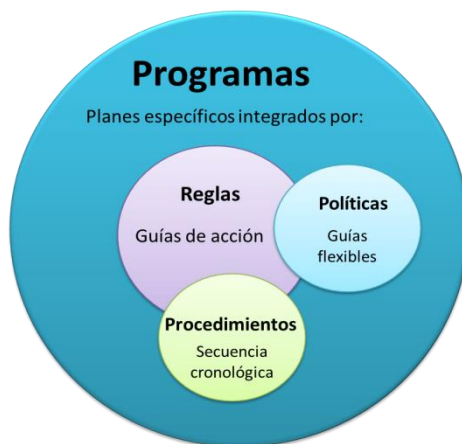 Programas
Planes específicos integrados por:
Reglas
Guías de acción
Políticas
Guías
flexibles
Procedimientos
Secuencia
cronológica